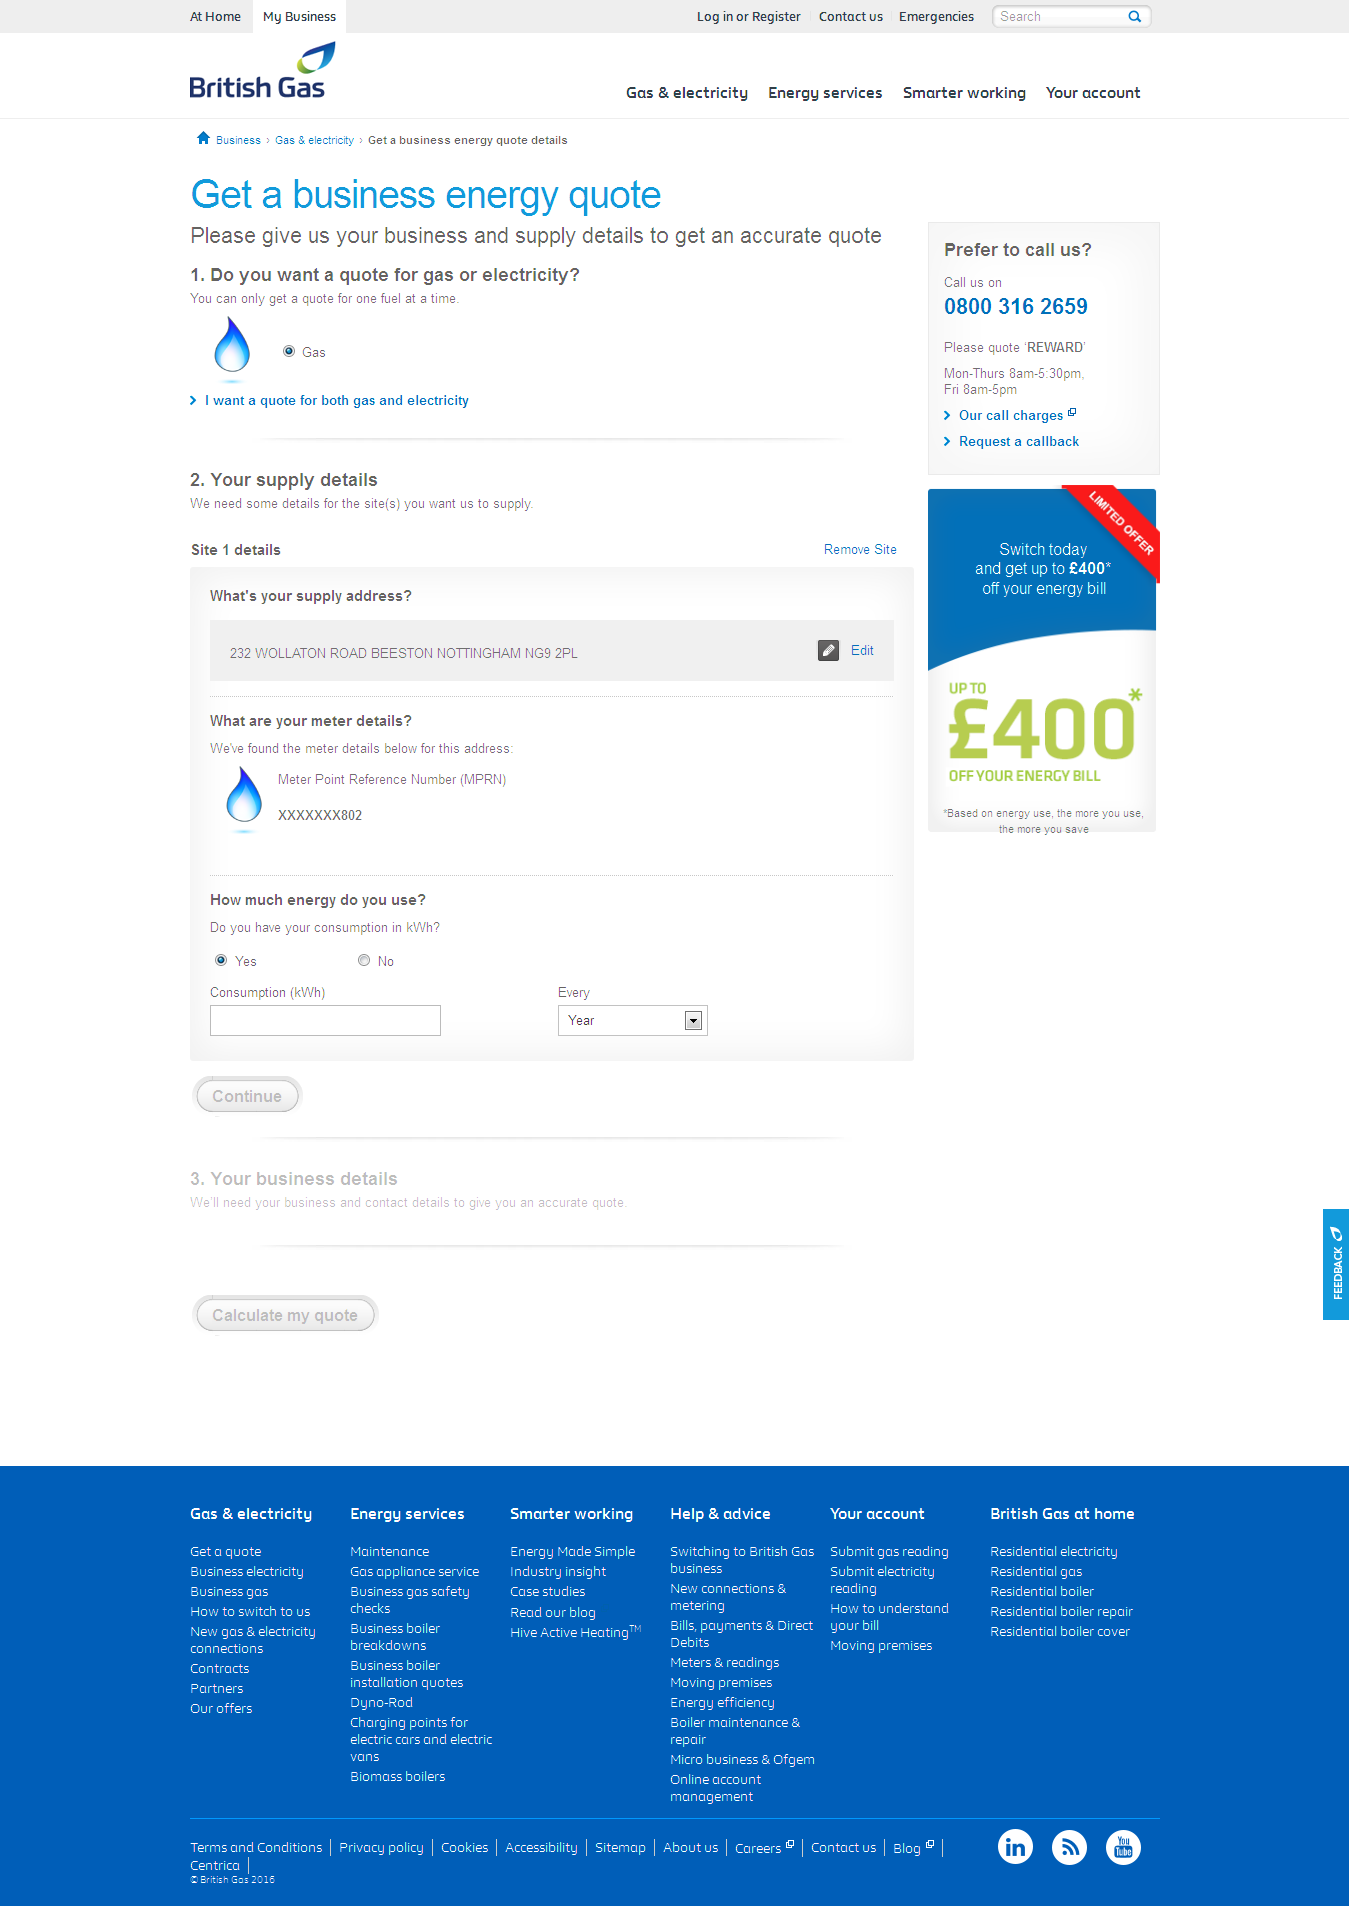 At Home
My Business
Log in or Register
Contact us
Emergencies
Search
British Gas
Gas & electricity
Energy services
Smarter working
Your account
Business › Gas & electricity › Get a business energy quote details
Get a business energy quote
Please give us your business and supply details to get an accurate quote
1. Do you want a quote for gas or electricity?
You can only get a quote for one fuel at a time.
Gas
I want a quote for both gas and electricity
2. Your supply details
We need some details for the site(s) you want us to supply.
Site 1 details
Remove Site
What's your supply address?
232 WOLLATON ROAD BEESTON NOTTINGHAM NG9 2PL
Edit
What are your meter details?
We've found the meter details below for this address:
Meter Point Reference Number (MPRN)
XXXXXXX802
How much energy do you use?
Do you have your consumption in kWh?
Yes
No
Consumption (kWh)
Every
Year
Continue
3. Your business details
We'll need your business and contact details to give you an accurate quote.
Calculate my quote
Prefer to call us?
Call us on
0800 316 2659
Please quote 'REWARD'
Mon-Thurs 8am-5:30pm,
Fri 8am-5pm
Our call charges
Request a callback
LIMITED OFFER
Switch today
and get up to £400*
off your energy bill
UP TO
£400*
OFF YOUR ENERGY BILL
*Based on energy use, the more you use,
the more you save
FEEDBACK
Gas & electricity
Get a quote
Business electricity
Business gas
How to switch to us
New gas & electricity
connections
Contracts
Partners
Our offers
Energy services
Maintenance
Gas appliance service
Business gas safety
checks
Business boiler
breakdowns
Business boiler
installation quotes
Dyno-Rod
Charging points for
electric cars and electric
vans
Biomass boilers
Smarter working
Energy Made Simple
Industry insight
Case studies
Read our blog
Hive Active Heating™
Help & advice
Switching to British Gas
business
New connections &
metering
Bills, payments & Direct
Debits
Meters & readings
Moving premises
Energy efficiency
Boiler maintenance &
repair
Micro business & Ofgem
Online account
management
Your account
Submit gas reading
Submit electricity
reading
How to understand
your bill
Moving premises
British Gas at home
Residential electricity
Residential gas
Residential boiler
Residential boiler repair
Residential boiler cover
Terms and Conditions | Privacy policy | Cookies | Accessibility | Sitemap | About us | Careers | Contact us | Blog |
Centrica |
© British Gas 2016
in
You
Tube